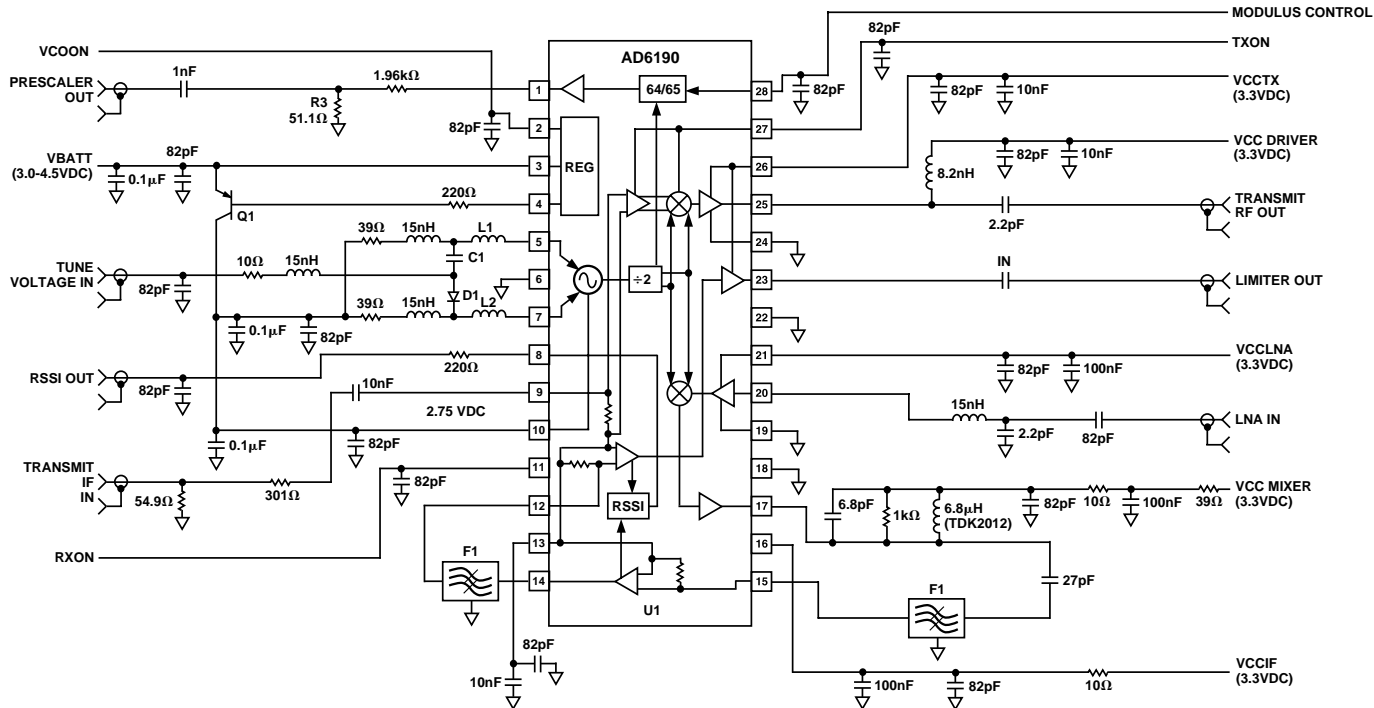 MODULUS CONTROL
82pF
TXON
VCOON
AD6190
1nF
PRESCALER
OUT
1.96kΩ
R3
51.1Ω
1
64/65
28
82pF
VCCTX
(3.3VDC)
82pF
10nF
82pF
2
27
VBATT
(3.0-4.5VDC)
82pF
0.1µF
3
REG
26
8.2nH
82pF
10nF
VCC DRIVER
(3.3VDC)
220Ω
4
25
Q1
2.2pF
TRANSMIT
RF OUT
39Ω
15nH
L1
5
24
C1
TUNE
VOLTAGE IN
10Ω
15nH
6
÷2
23
IN
LIMITER OUT
82pF
D1
39Ω
15nH
L2
7
22
0.1µF
82pF
8
21
VCCLNA
(3.3VDC)
RSSI OUT
220Ω
82pF
82pF
100nF
10nF
9
20
15nH
LNA IN
2.75 VDC
10
19
2.2pF
82pF
0.1µF
82pF
TRANSMIT
IF
IN
11
18
54.9Ω
301Ω
82pF
VCC MIXER
(3.3VDC)
12
RSSI
17
6.8pF
1kΩ
6.8µH
(TDK2012)
82pF
10Ω
100nF
39Ω
RXON
13
16
F1
14
15
27pF
F1
U1
82pF
10nF
VCCIF
(3.3VDC)
100nF
82pF
10Ω